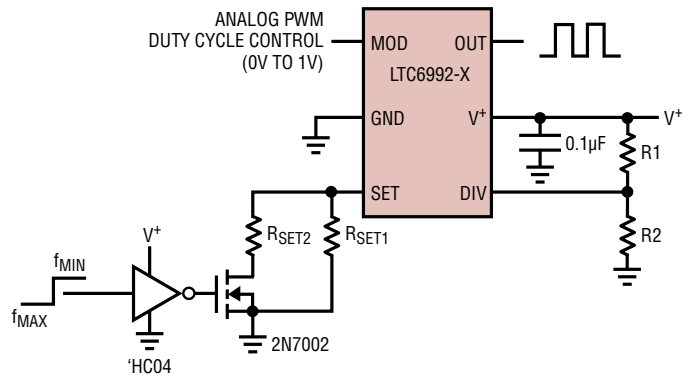 ANALOG PWM
DUTY CYCLE CONTROL
(0V TO 1V)
MOD
OUT
LTC6992-X
GND
V+
V+
0.1µF
R1
SET
DIV
R2
RSET2
RSET1
V+
fMIN
fMAX
2N7002
'HC04